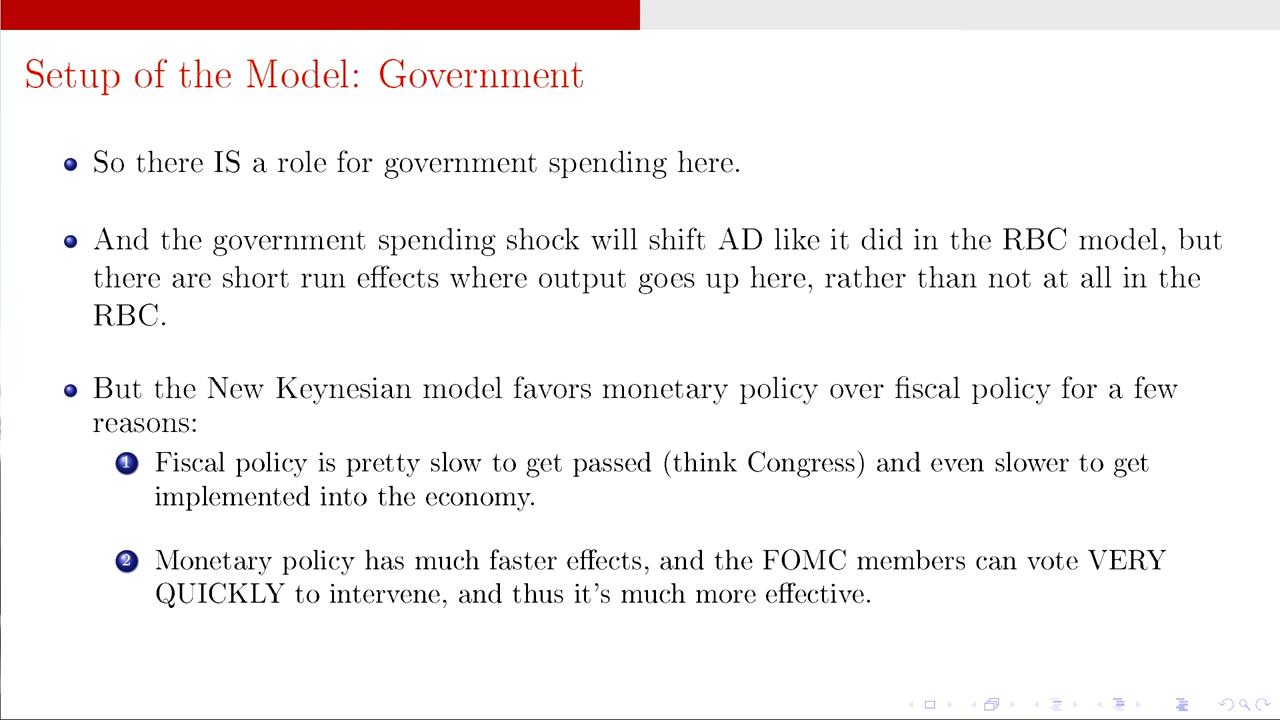 Setup of the Model: Government
So there IS a role for government spending here.
And the government spending shock will shift AD like it did in the RBC model, but
there are short run effects where output goes up here, rather than not at all in the
RBC.
But the New Keynesian model favors monetary policy over fiscal policy for a few
reasons:
1 Fiscal policy is pretty slow to get passed (think Congress) and even slower to get
implemented into the economy.
2 Monetary policy has much faster effects, and the FOMC members can vote VERY
QUICKLY to intervene, and thus it's much more effective.